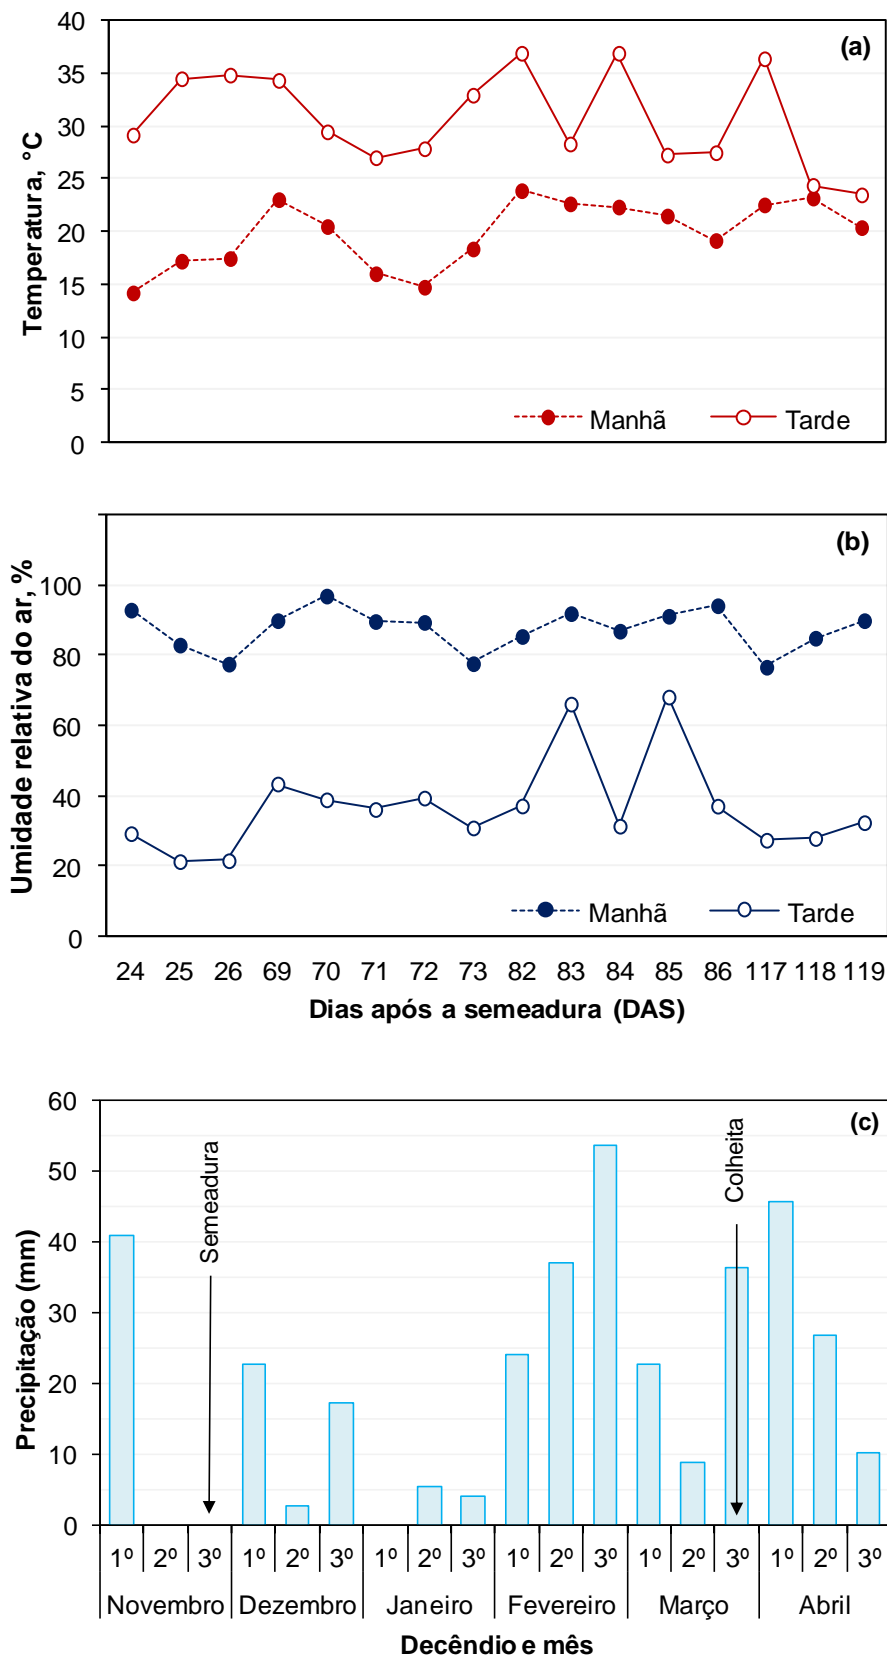 (a)
Temperatura, °C
40
35
30
25
20
15
10
5
0
Manhã Tarde
(b)
Umidade relativa do ar, %
100
80
60
40
20
0
Manhã Tarde
24 25 26 69 70 71 72 73 82 83 84 85 86 117 118 119
Dias após a semeadura (DAS)
(c)
Precipitação (mm)
60
50
40
30
20
10
0
Semeadura
Colheita
1º 2º 3º 1º 2º 3º 1º 2º 3º 1º 2º 3º 1º 2º 3º 1º 2º 3º
Novembro Dezembro Janeiro Fevereiro Março Abril
Decêndio e mês